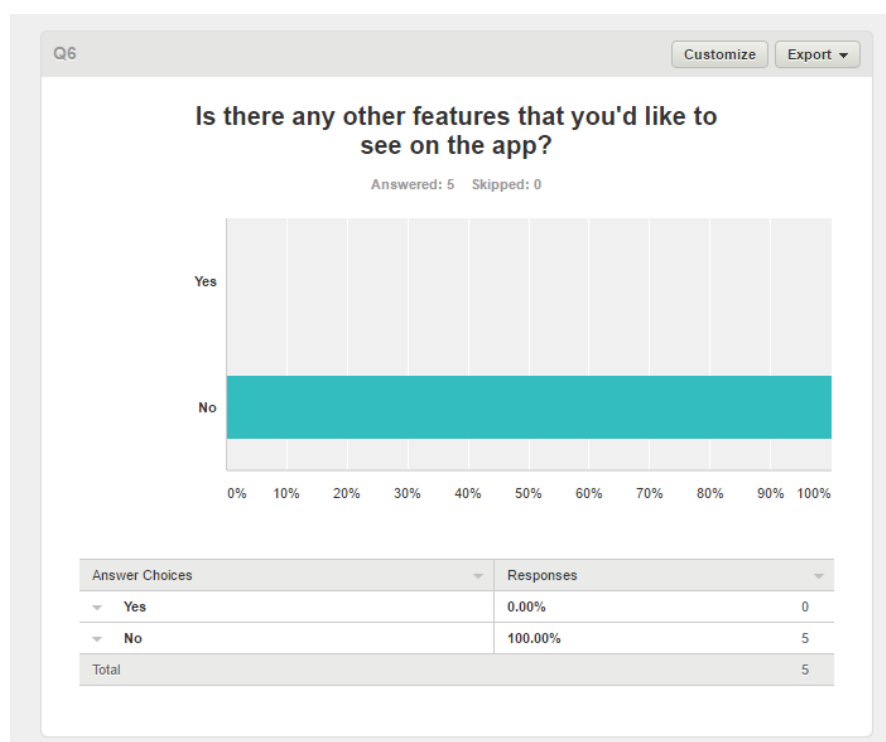 Q6
Customize
Export
Is there any other features that you'd like to
see on the app?
Answered: 5 Skipped: 0
Yes
No
0% 10% 20% 30% 40% 50% 60% 70% 80% 90% 100%
Answer Choices Responses
Yes 0.00% 0
No 100.00% 5
Total 5